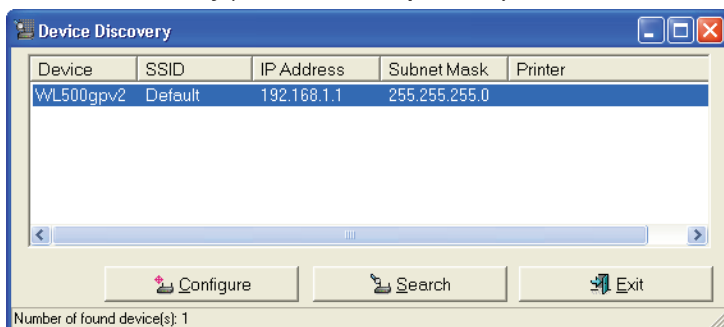 Device Discovery
Device SSID IP Address Subnet Mask Printer
WL500gpv2 Default 192.168.1.1 255.255.255.0
Configure Search Exit
Number of found device(s): 1